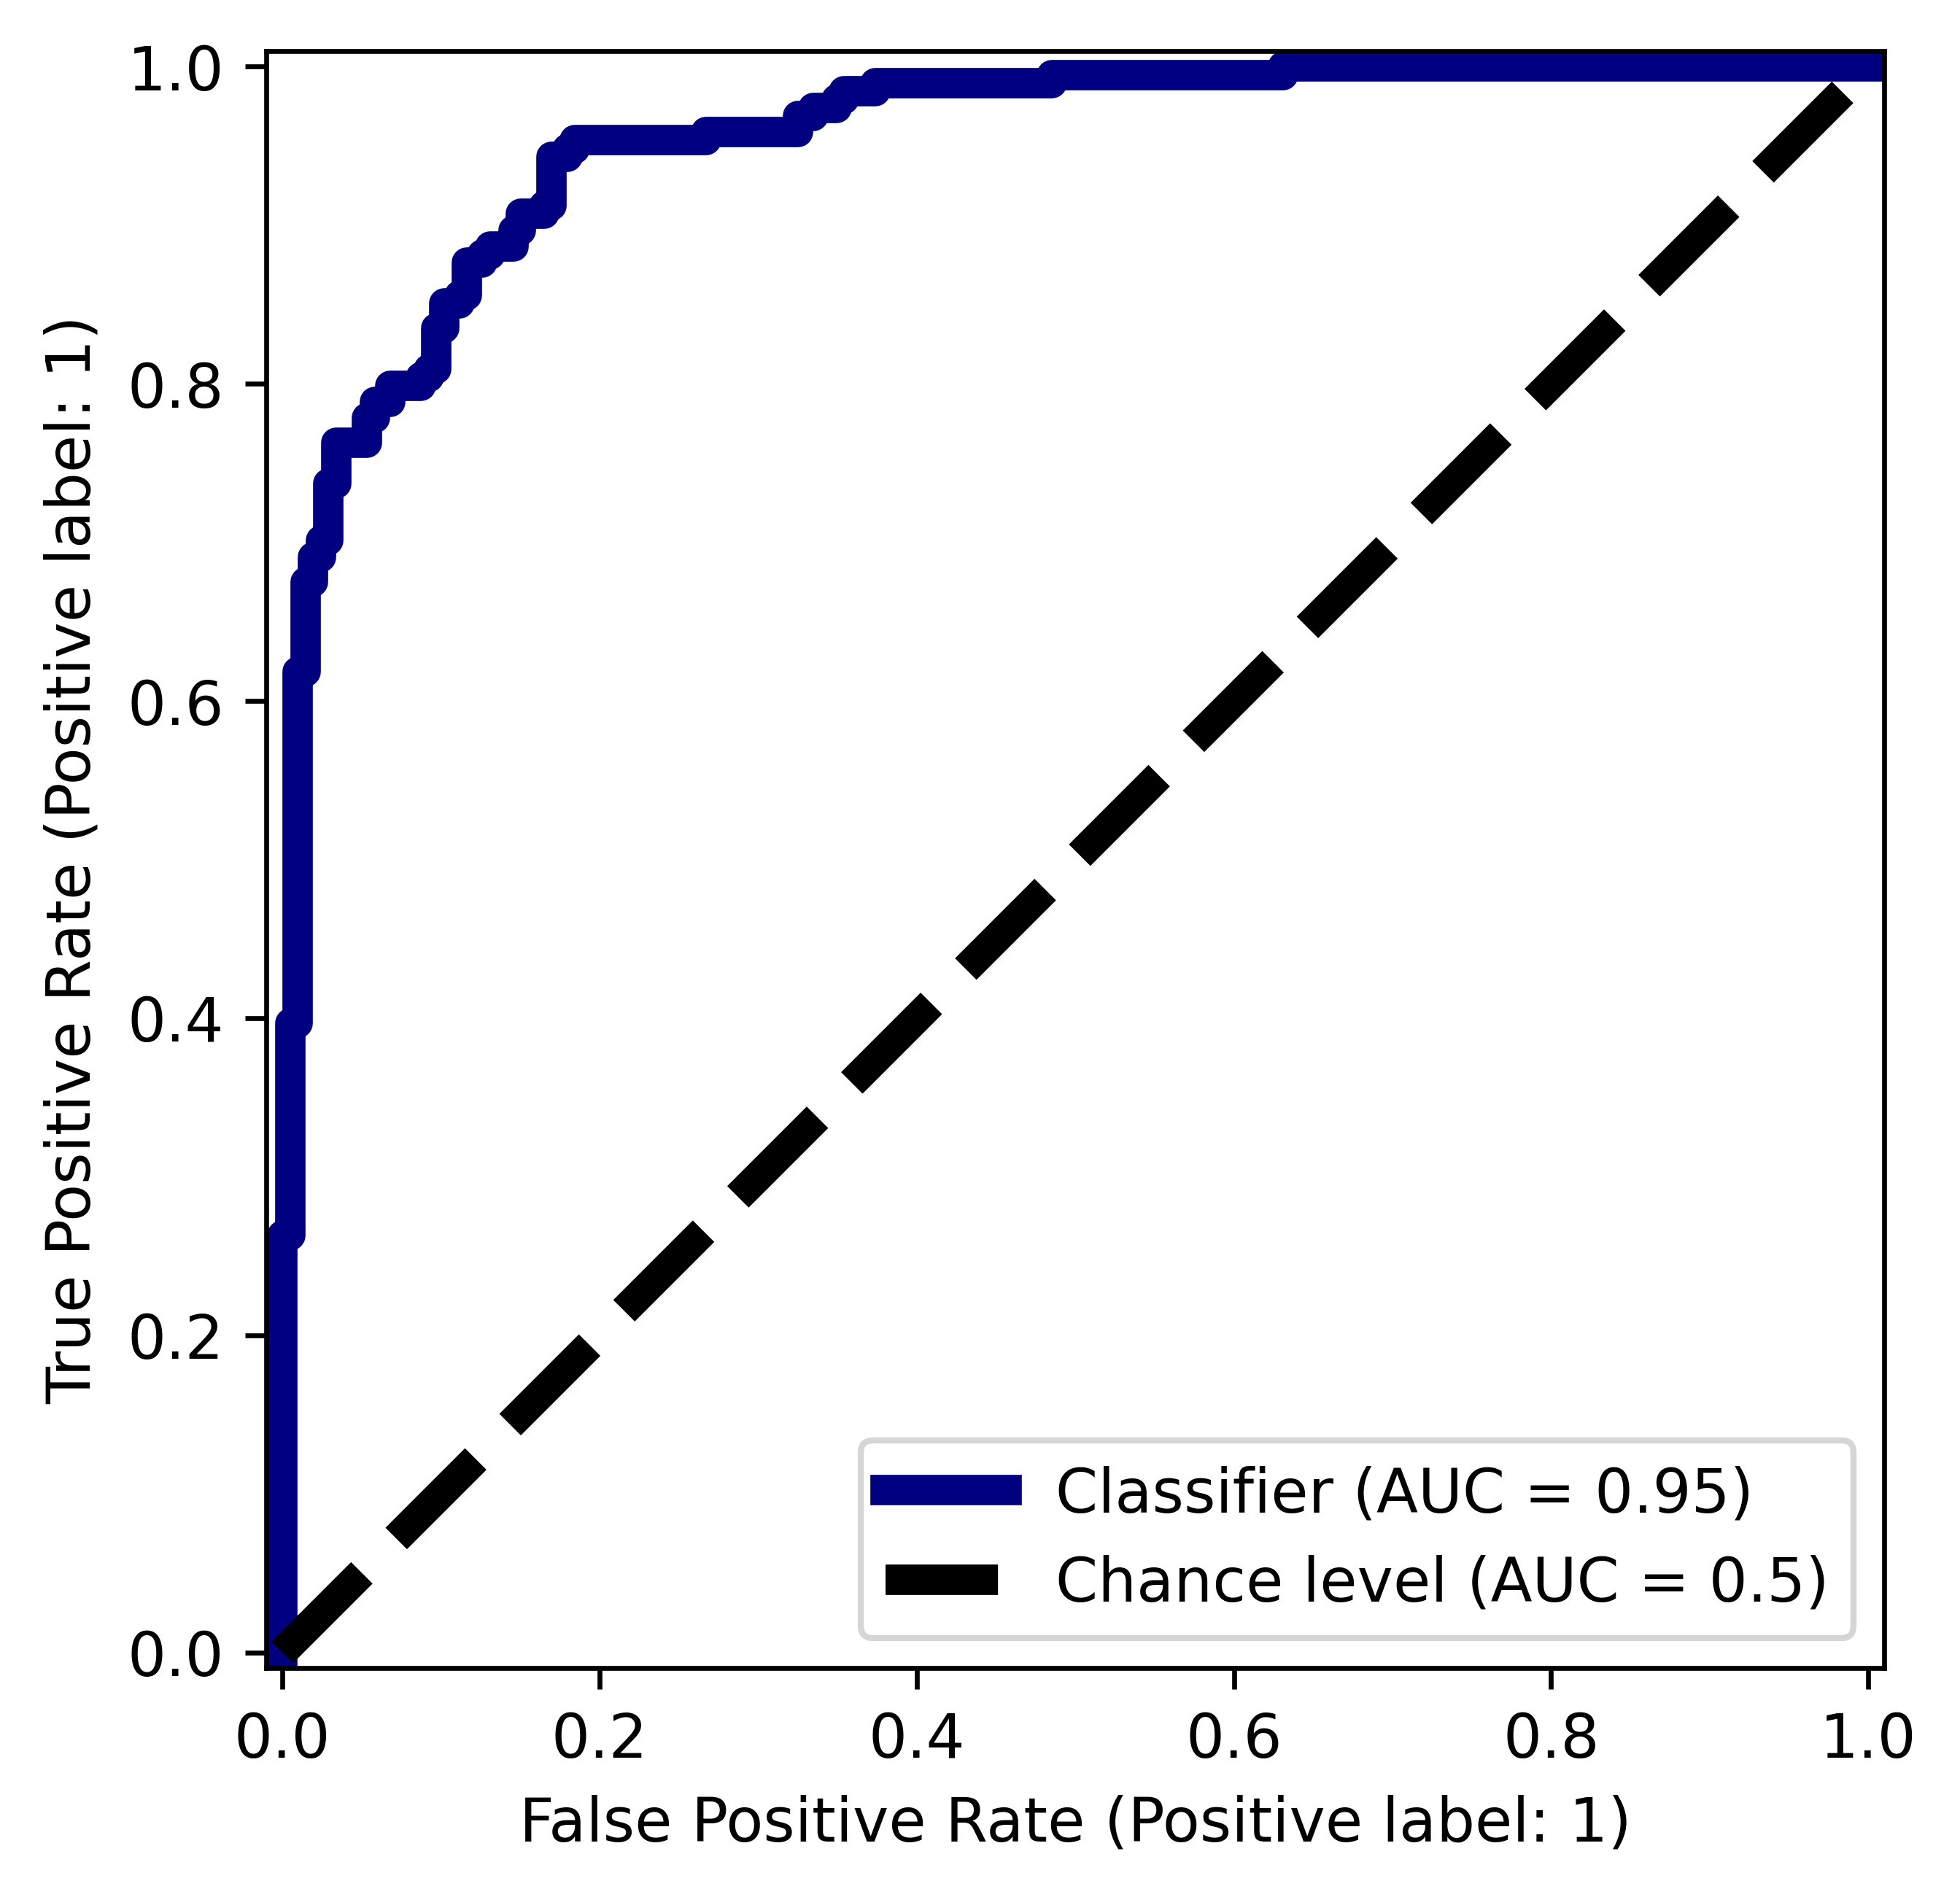 1.0
0.8
0.6
0.4
0.2
0.0
True Positive Rate (Positive label: 1)
Classifier (AUC = 0.95)
Chance level (AUC = 0.5)
0.0 0.2 0.4 0.6 0.8 1.0
False Positive Rate (Positive label: 1)